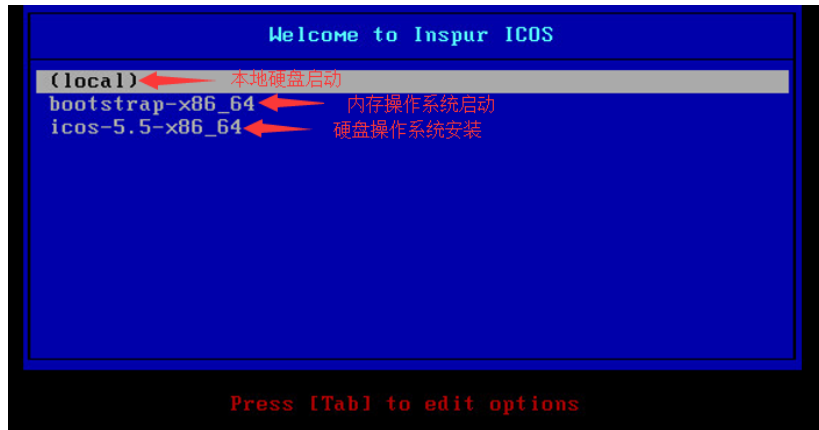 Welcome to Inspur ICOS
(local) 本地硬盘启动
bootstrap-x86_64 内存操作系统启动
icos-5.5-x86_64 硬盘操作系统安装
Press [Tab] to edit options